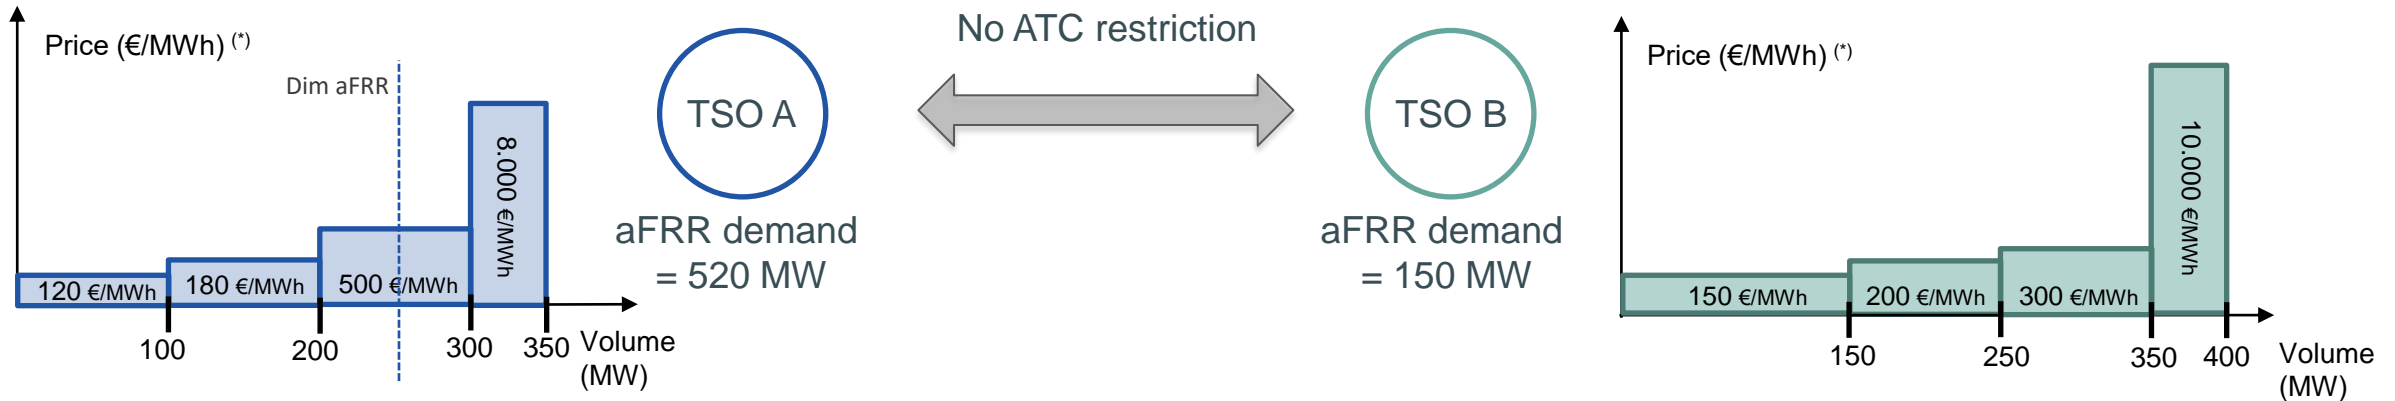 Price (€/MWh) (*)
Dim aFRR
120 €/MWh
180 €/MWh
500 €/MWh
8.000 €/MWh
100
200
300
350
Volume
(MW)
TSO A
aFRR demand
= 520 MW
No ATC restriction
TSO B
aFRR demand
= 150 MW
Price (€/MWh) (*)
150 €/MWh
200 €/MWh
300 €/MWh
10.000 €/MWh
150
250
350
400
Volume
(MW)